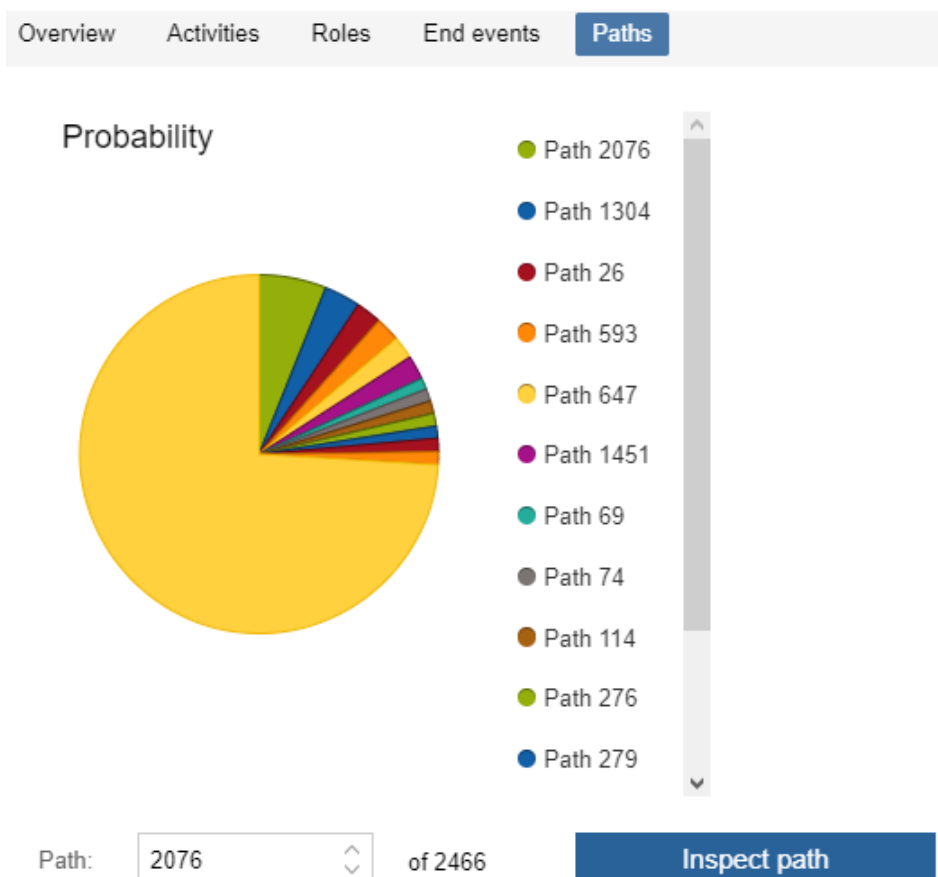 Overview Activities Roles End events Paths
Probability
Path 2076
Path 1304
Path 26
Path 593
Path 647
Path 1451
Path 69
Path 74
Path 114
Path 276
Path 279
Path: 2076 of 2466 Inspect path